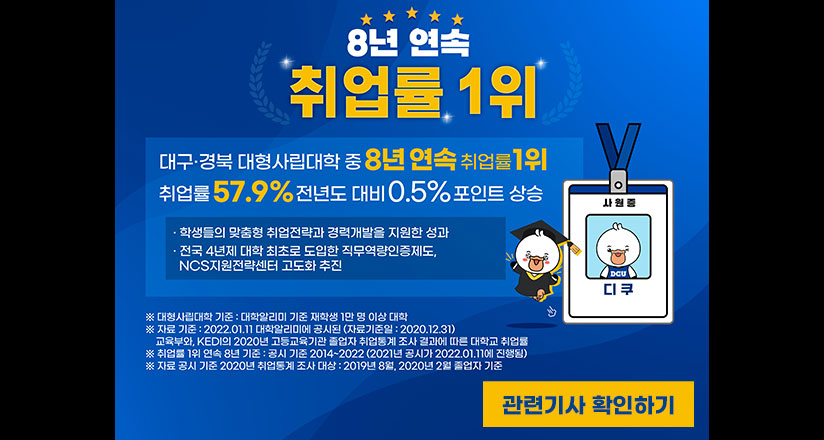 8년 연속
취업률 1위
대구·경북 대형사립대학 중 8년 연속 취업률1위
취업률 57.9% 전년도 대비 0.5% 포인트 상승
· 학생들의 맞춤형 취업전략과 경력개발을 지원한 성과
· 전국 4년제 대학 최초로 도입한 직무역량인증제도,
NCS지원전략센터 고도화 추진
사원증
DCU
디쿠
※ 대형사립대학 기준 : 대학알리미 기준 재학생 1만 명 이상 대학
※ 자료 기준 : 2022.01.11 대학알리미에 공시된 (자료기준일 : 2020.12.31)
교육부와, KEDI의 2020년 고등교육기관 졸업자 취업통계 조사 결과에 따른 대학교 취업률
※ 취업률 1위 연속 8년 기준 : 공시 기준 2014~2022 (2021년 공시가 2022.01.11에 진행됨)
※ 자료 공시 기준 2020년 취업통계 조사 대상 : 2019년 8월, 2020년 2월 졸업자 기준
관련기사 확인하기